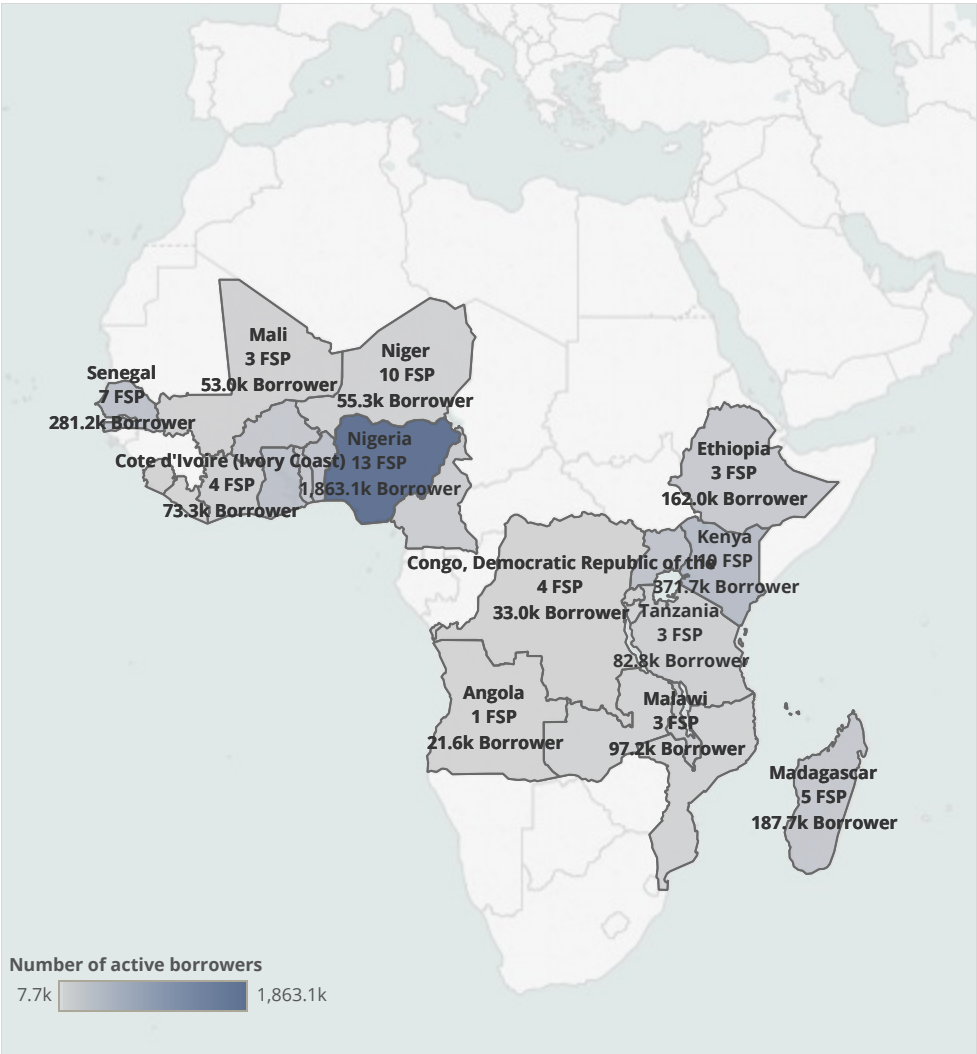 Mali
3 FSP
53.0k Borrower
Niger
10 FSP
55.3k Borrower
Senegal
7 FSP
281.2k Borrower
Nigeria
13 FSP
1,863.1k Borrower
Cote d'Ivoire (Ivory Coast)
4 FSP
73.3k Borrower
Ethiopia
3 FSP
162.0k Borrower
Kenya
10 FSP
371.7k Borrower
Congo, Democratic Republic of the
4 FSP
33.0k Borrower
Tanzania
3 FSP
82.8k Borrower
Angola
1 FSP
21.6k Borrower
Malawi
3 FSP
97.2k Borrower
Madagascar
5 FSP
187.7k Borrower
Number of active borrowers
7.7k 1,863.1k